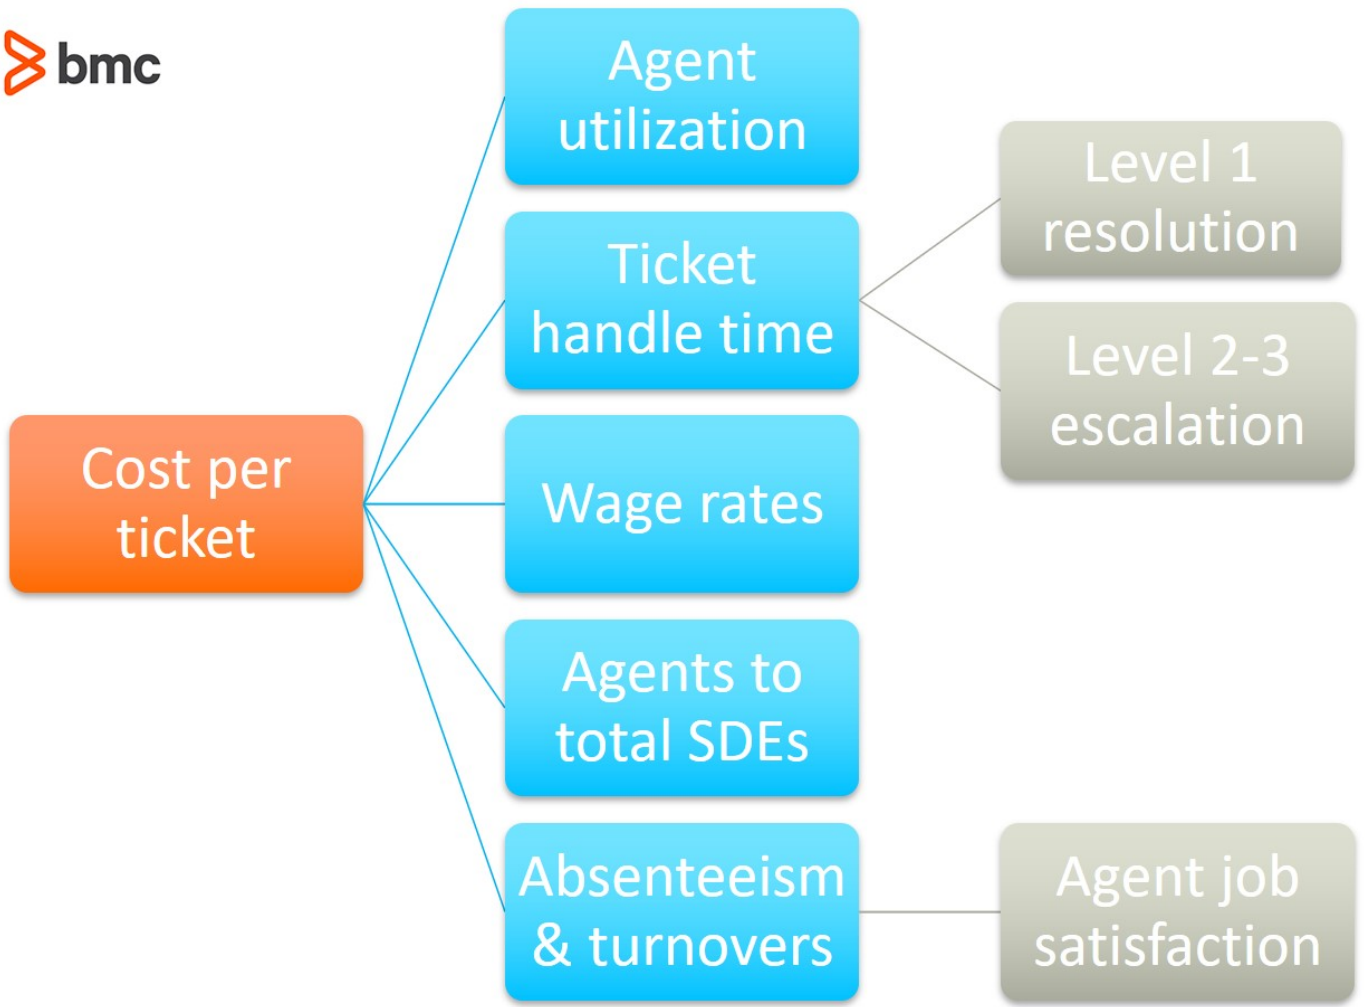 bmc
Cost per
ticket
Agent
utilization
Ticket
handle time
Level 1
resolution
Level 2-3
escalation
Wage rates
Agents to
total SDEs
Absenteeism
& turnovers
Agent job
satisfaction